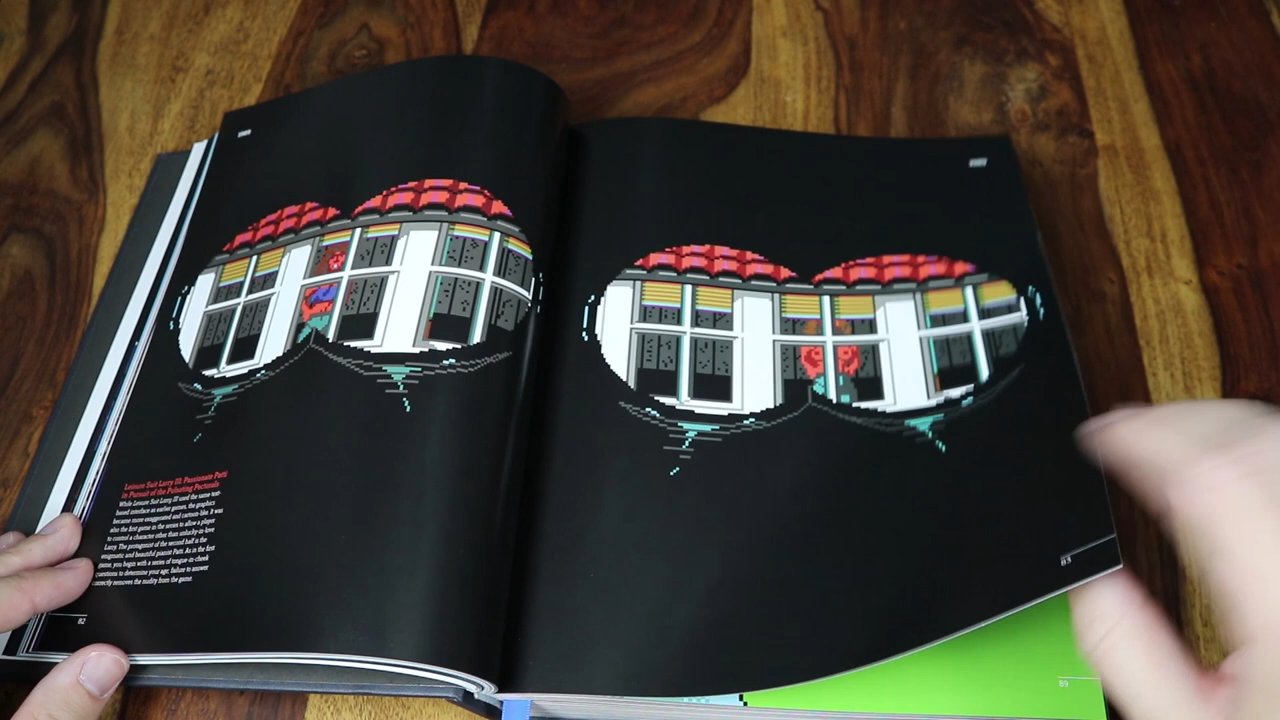 1989
Leisure Suit Larry III: Passionate Patti
in Pursuit of the Pulsating Pectorals
While Leisure Suit Larry III used the same text-
based interface as earlier games, the graphics
became more exaggerated and cartoon-like. It was
also the first game in the series to allow a player
to control a character other than unlucky-in-love
Larry. The protagonist of the second half is the
enigmatic and beautiful pianist Patti. As in the first
game, you begin with a series of tongue-in-cheek
questions to determine your age; failure to answer
correctly removes the nudity from the game.
82
83
89